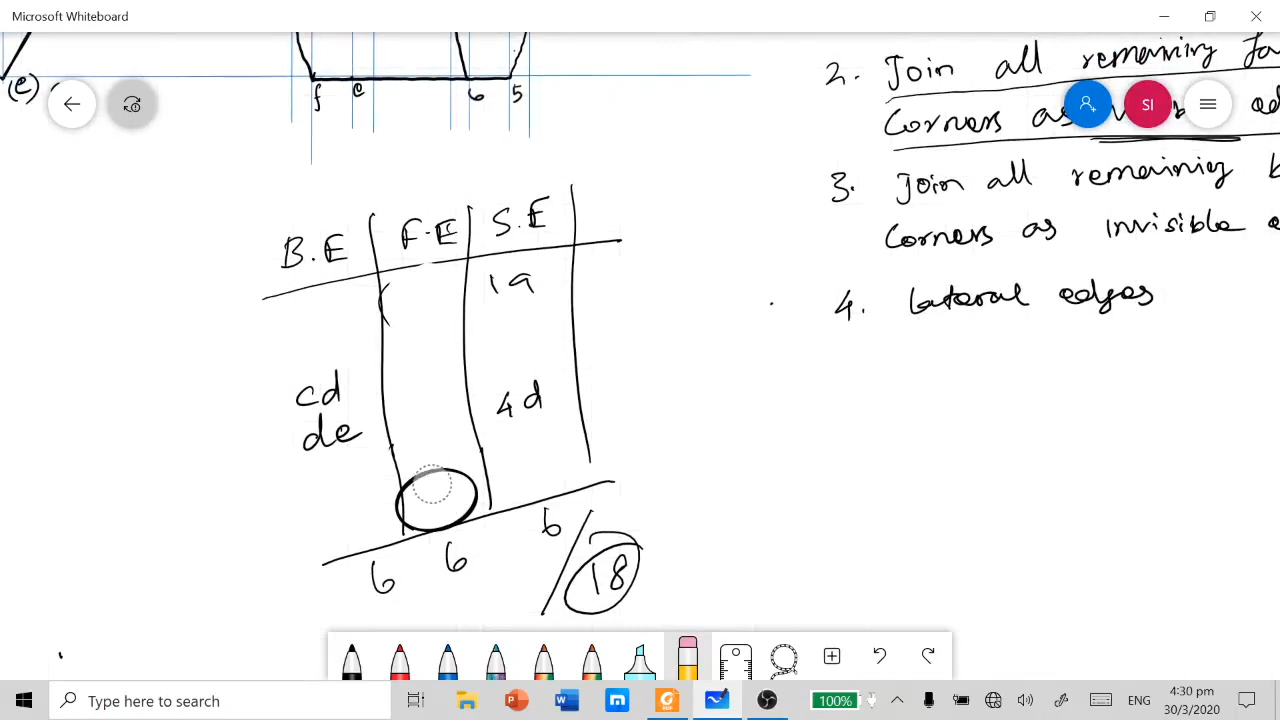 Microsoft Whiteboard
(e)
f e 6 5
SI
2. Join all remaining
corners as
3. Join all remaining
corners as invisible
4. lateral edges
B.E F.E S.E
1a
cd
4d
de
6 6 6 / 18
Type here to search
100%
ENG
4:30 pm
30/3/2020